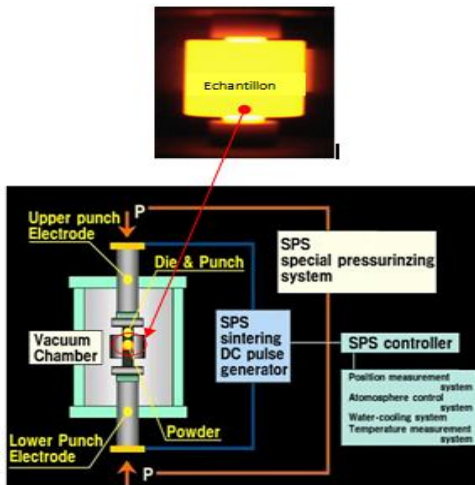 Echantillon
P
Upper punch
Electrode
Die & Punch
SPS
special pressurinzing
system
Vacuum
Chamber
SPS
sintering
DC pulse
generator
SPS controller
Position measurement
system
Atomosphere control
system
Water-cooling system
Temperature measurement
system
Powder
Lower Punch
Electrode
P